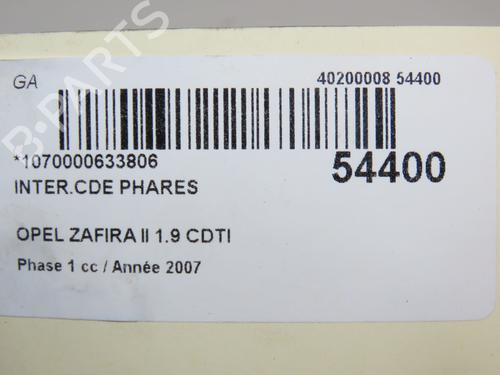 B-PARTS
GA
40200008 54400
*1070000633806
54400
INTER.CDE PHARES
OPEL ZAFIRA II 1.9 CDTI
Phase 1 cc / Année 2007